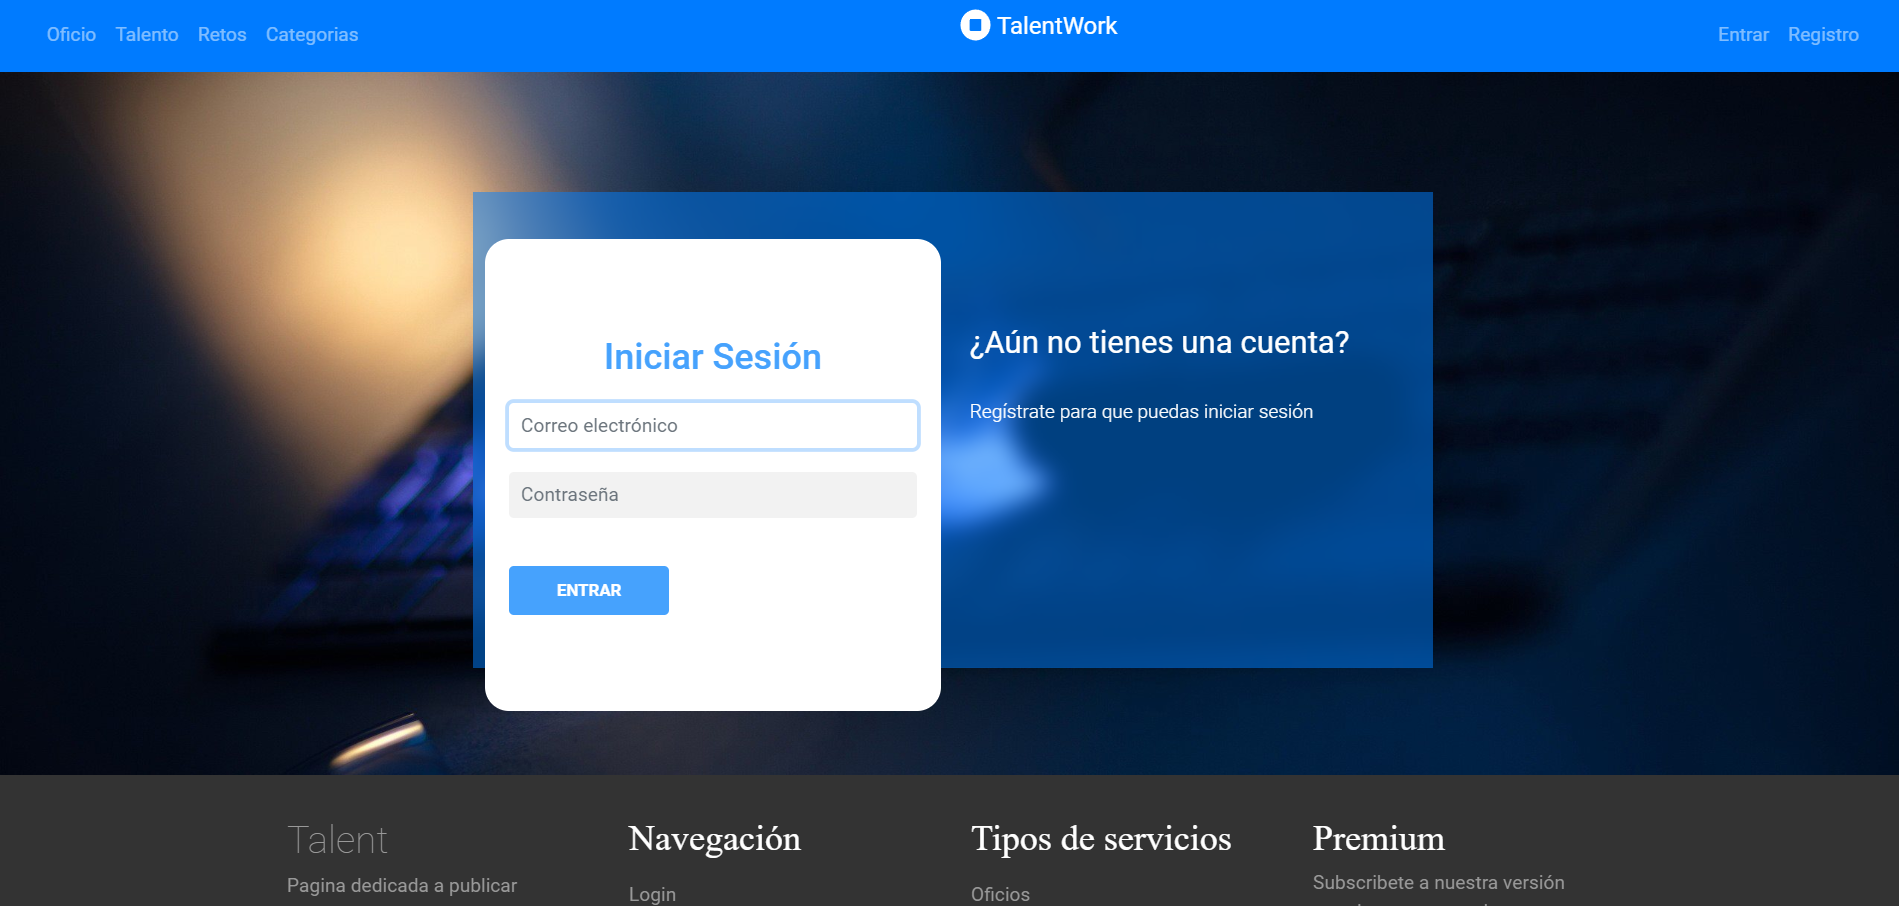 Oficio Talento Retos Categorias
TalentWork
Entrar Registro
Iniciar Sesión
Correo electrónico
Contraseña
ENTRAR
¿Aún no tienes una cuenta?
Regístrate para que puedas iniciar sesión
Talent
Pagina dedicada a publicar
Navegación
Login
Tipos de servicios
Oficios
Premium
Subscribete a nuestra versión